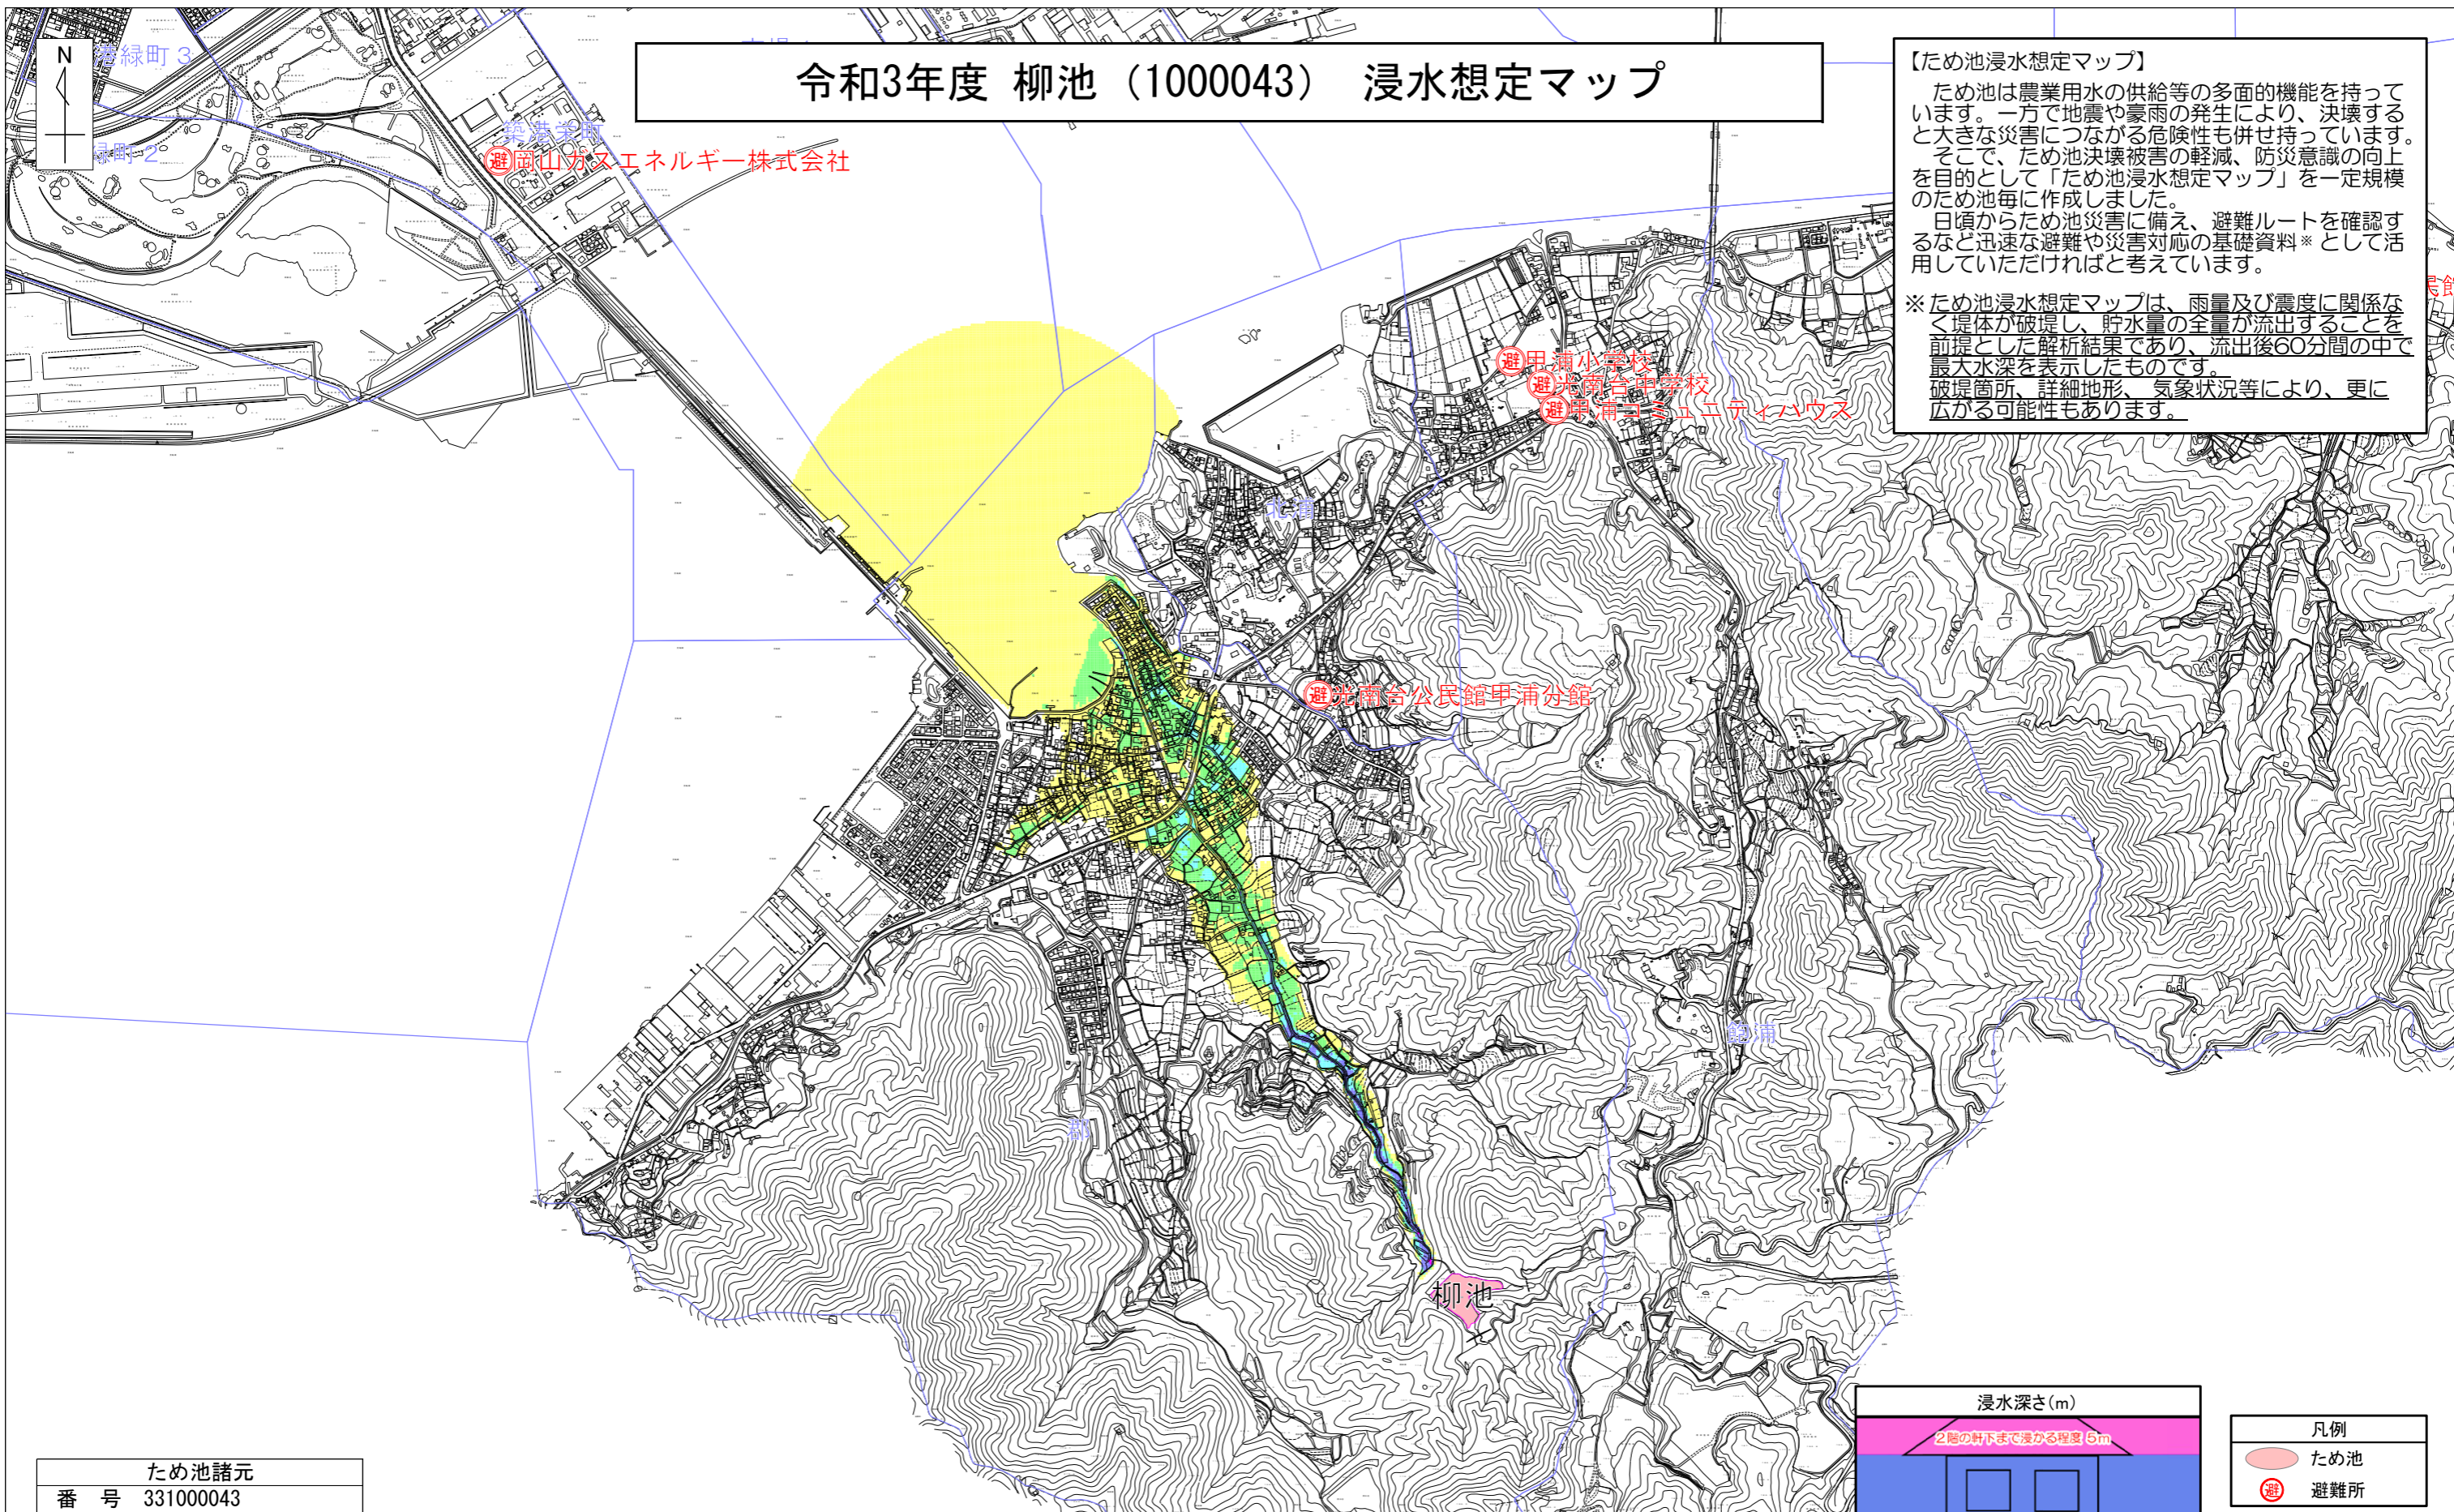 令和3年度 柳池（1000043） 浸水想定マップ
N
港緑町3
緑町2
築港栄町
避 岡山ガスエネルギー株式会社
【ため池浸水想定マップ】
ため池は農業用水の供給等の多面的機能を持って
います。一方で地震や豪雨の発生により、決壊する
と大きな災害につながる危険性も併せ持っています。
そこで、ため池決壊被害の軽減、防災意識の向上
を目的として「ため池浸水想定マップ」を一定規模
のため池毎に作成しました。
日頃からため池災害に備え、避難ルートを確認す
るなど迅速な避難や災害対応の基礎資料※として活
用していただければと考えています。
※ため池浸水想定マップは、雨量及び震度に関係な
く堤体が破堤し、貯水量の全量が流出することを
前提とした解析結果であり、流出後60分間の中で
最大水深を表示したものです。
破堤箇所、詳細地形、気象状況等により、更に
広がる可能性もあります。
民館
避 甲浦小学校
避 光南台中学校
避 甲浦コミュニティハウス
北浦
避 光南台公民館甲浦分館
飽浦
郡
柳池
浸水深さ(m)
2階の軒下まで浸かる程度 5m
凡例
ため池
避 避難所
ため池諸元
番 号 331000043